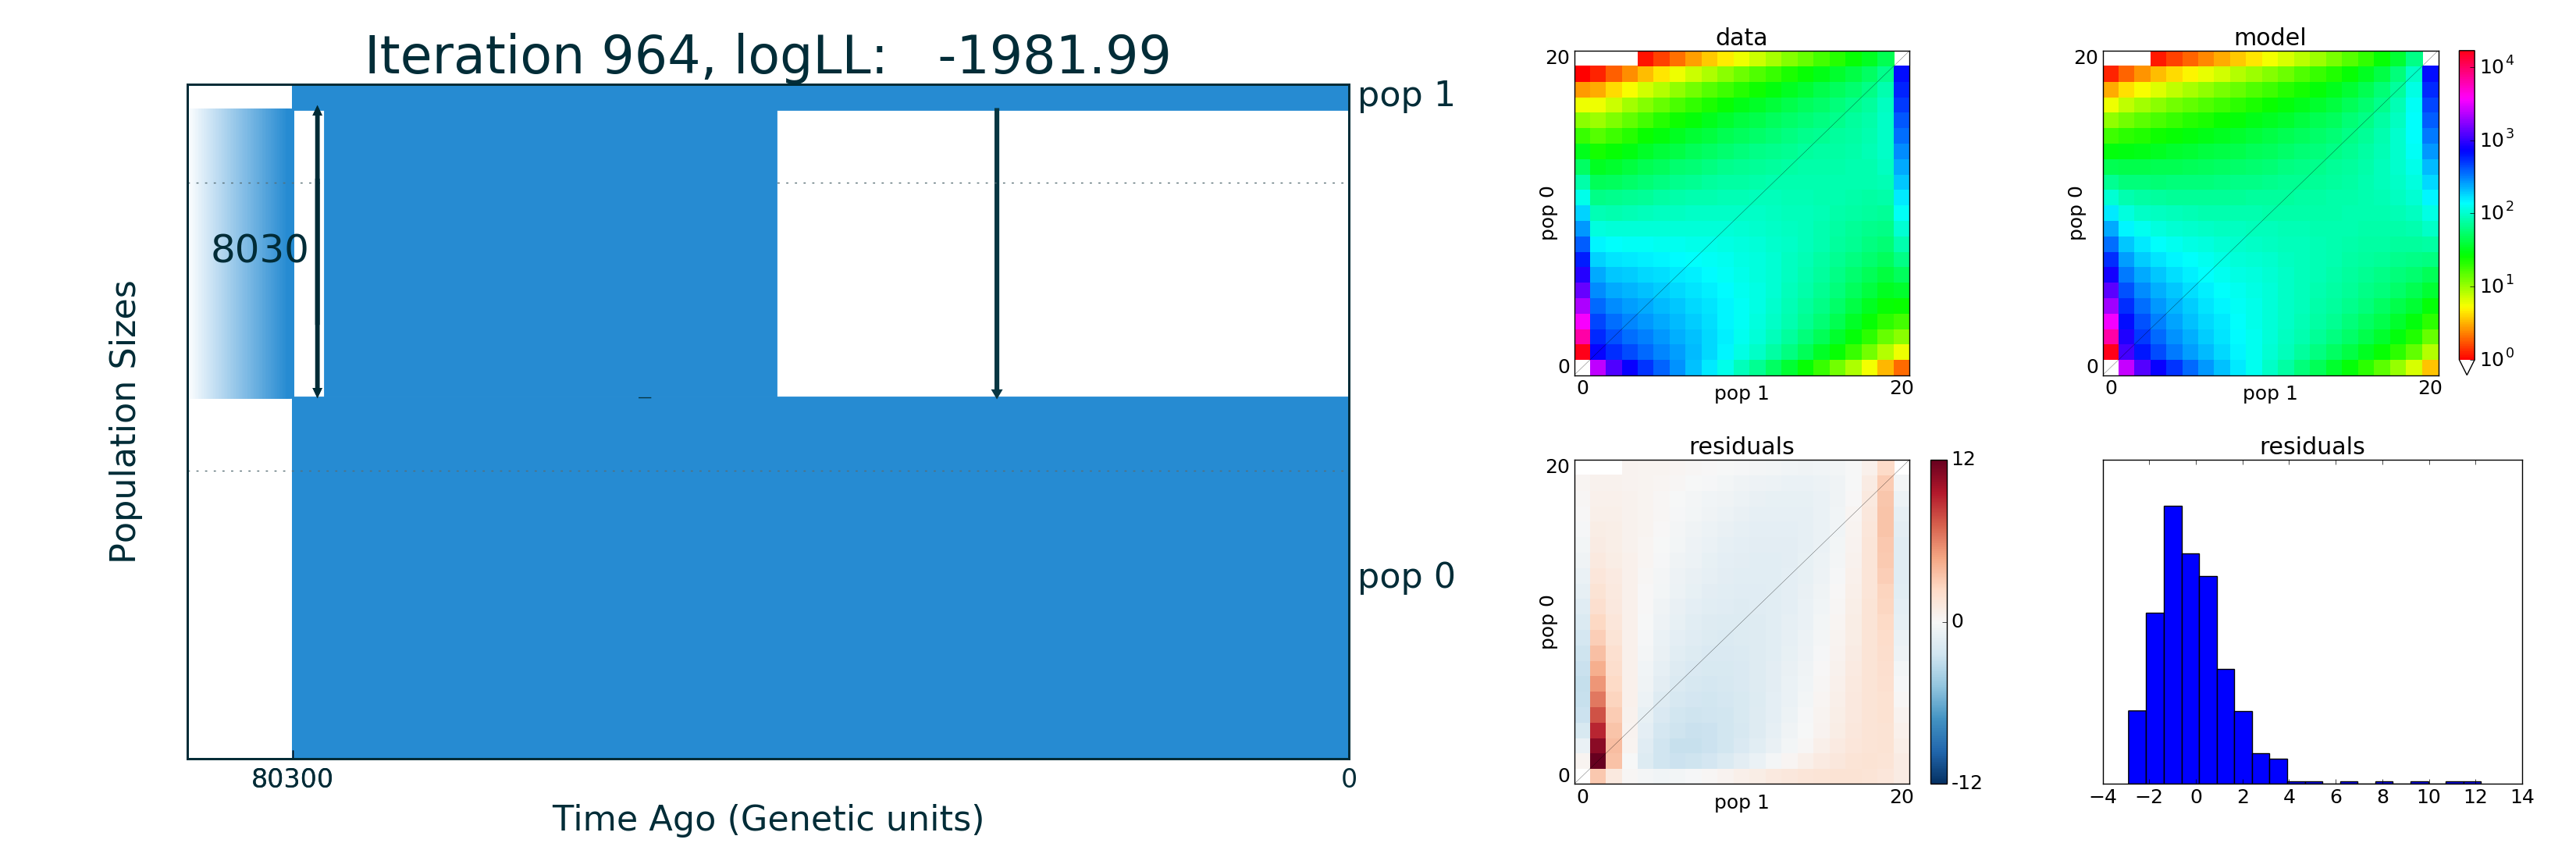 Iteration 964, logLL: -1981.99
Population Sizes
8030
pop 1
pop 0
80300
0
Time Ago (Genetic units)
data
20
0
pop 0
0
20
pop 1
model
20
0
pop 0
0
20
pop 1
10^4
10^3
10^2
10^1
10^0
residuals
20
0
pop 0
0
20
pop 1
12
0
-12
residuals
−4 −2 0 2 4 6 8 10 12 14